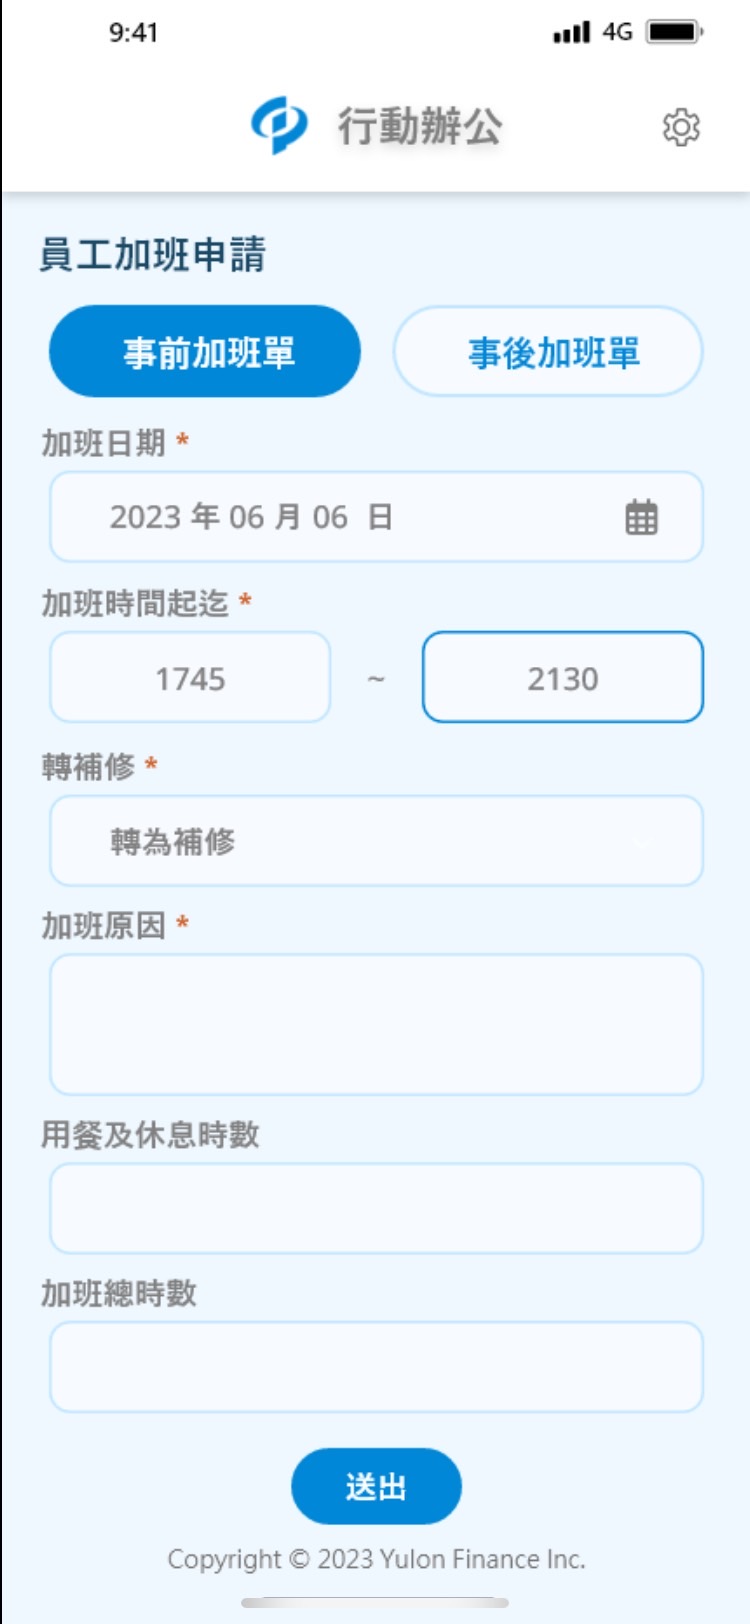 9:41 4G
行動辦公
員工加班申請
事前加班單 事後加班單
加班日期 *
2023 年 06 月 06 日
加班時間起迄 *
1745 ~ 2130
轉補修 *
轉為補修
加班原因 *
用餐及休息時數
加班總時數
送出
Copyright © 2023 Yulon Finance Inc.